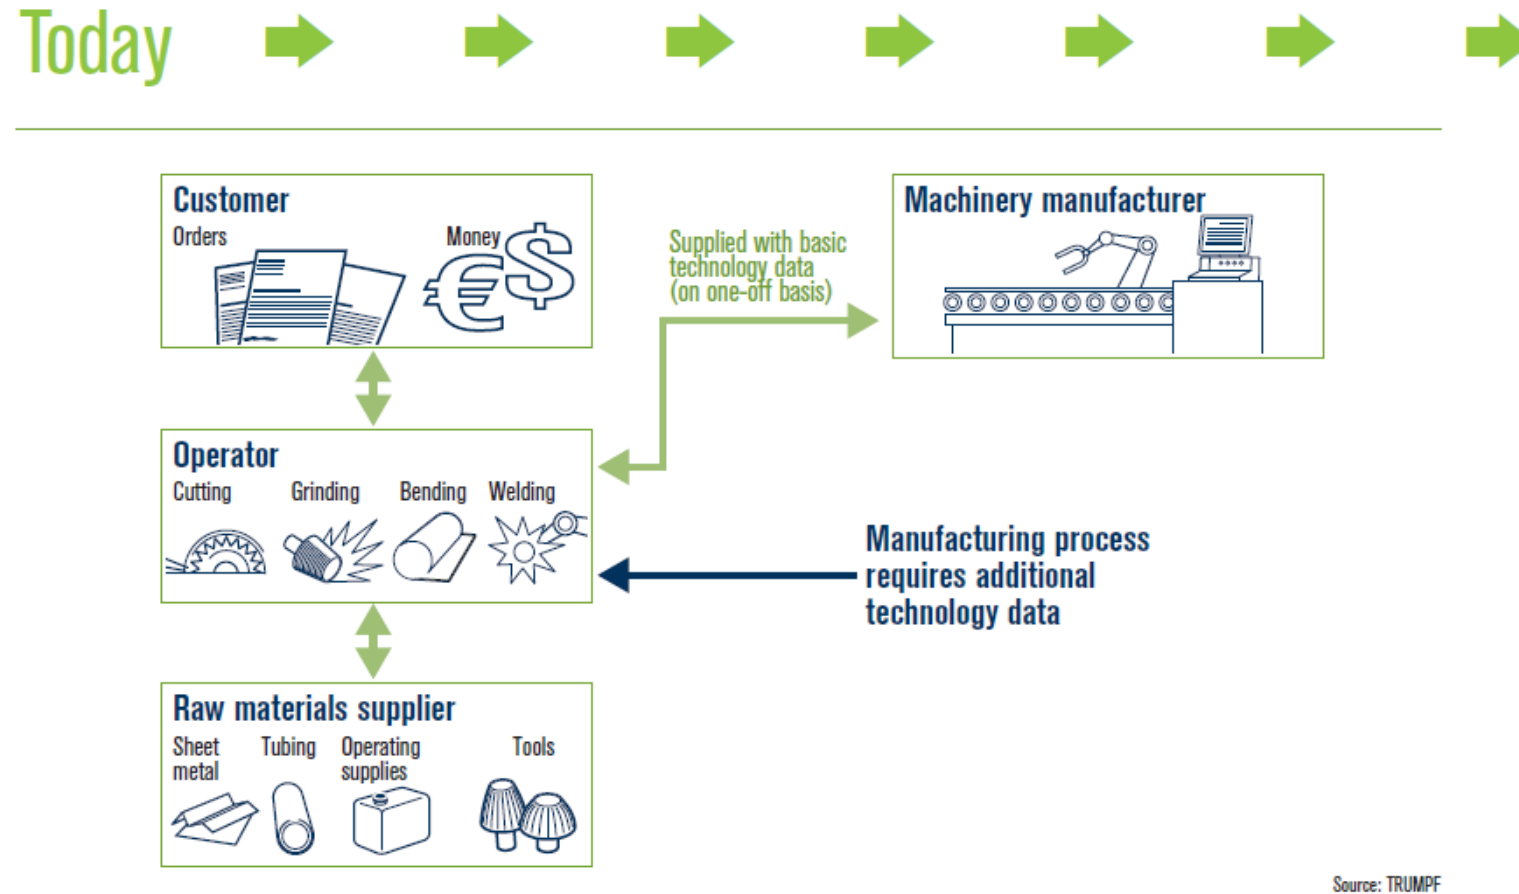 Today
Customer
Orders
Money
€$
Supplied with basic
technology data
(on one-off basis)
Machinery manufacturer
Operator
Cutting
Grinding
Bending
Welding
Manufacturing process
requires additional
technology data
Raw materials supplier
Sheet
metal
Tubing
Operating
supplies
Tools
Source: TRUMPF